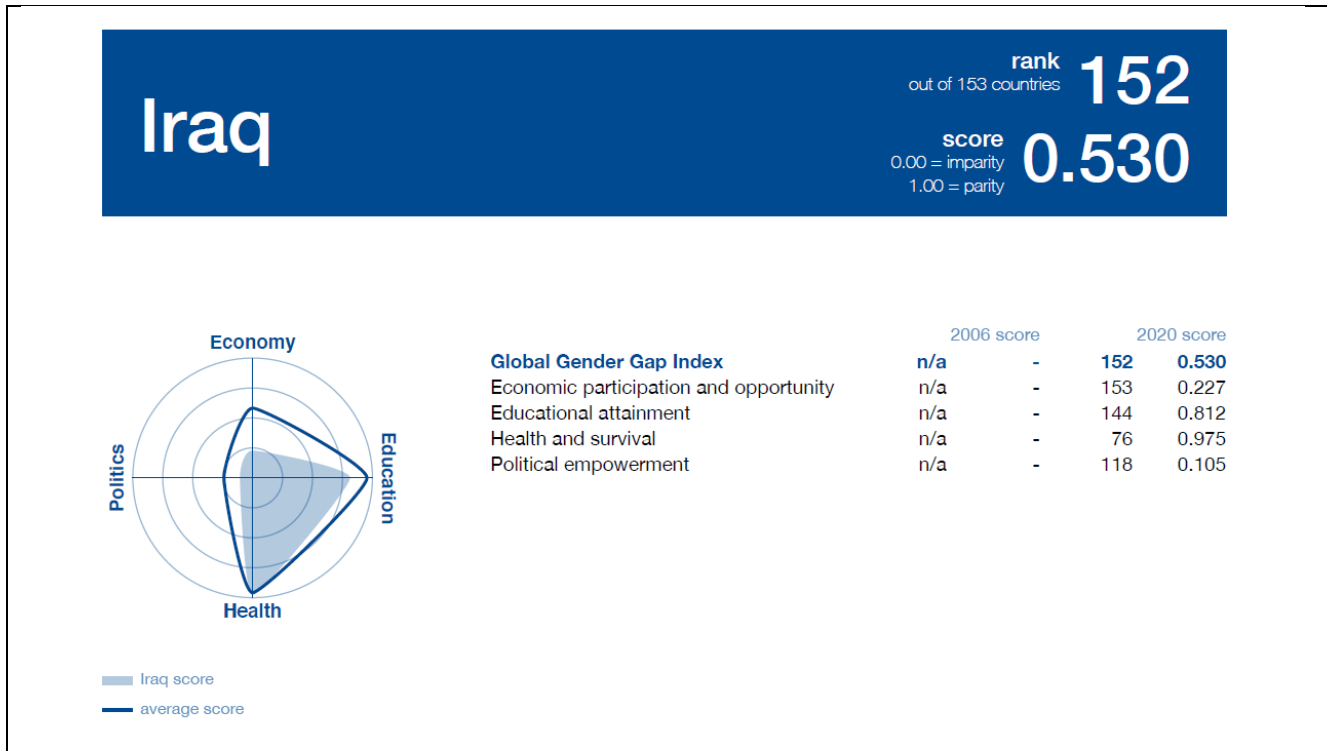 Iraq
rank
out of 153 countries
152
score
0.00 = imparity
1.00 = parity
0.530
Economy
Education
Politics
Health
Iraq score
average score
2006 score 2020 score
Global Gender Gap Index n/a - 152 0.530
Economic participation and opportunity n/a - 153 0.227
Educational attainment n/a - 144 0.812
Health and survival n/a - 76 0.975
Political empowerment n/a - 118 0.105